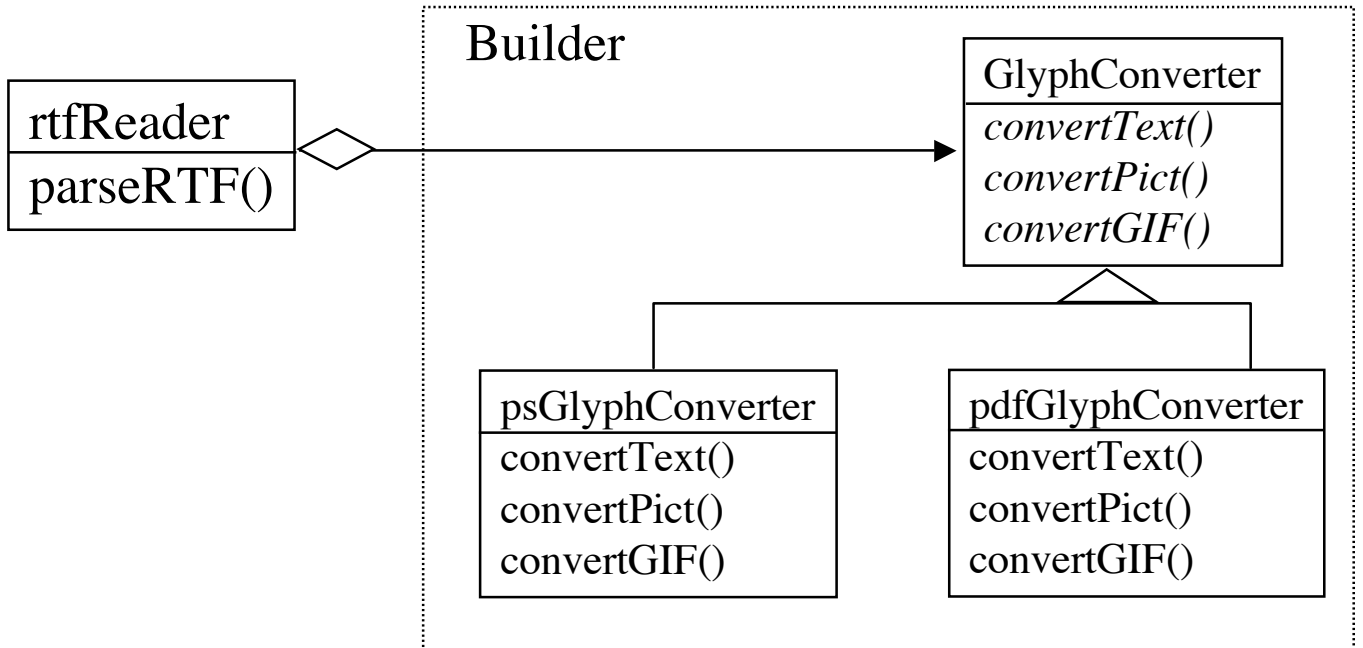 Builder
rtfReader
parseRTF()
GlyphConverter
convertText()
convertPict()
convertGIF()
psGlyphConverter
convertText()
convertPict()
convertGIF()
pdfGlyphConverter
convertText()
convertPict()
convertGIF()